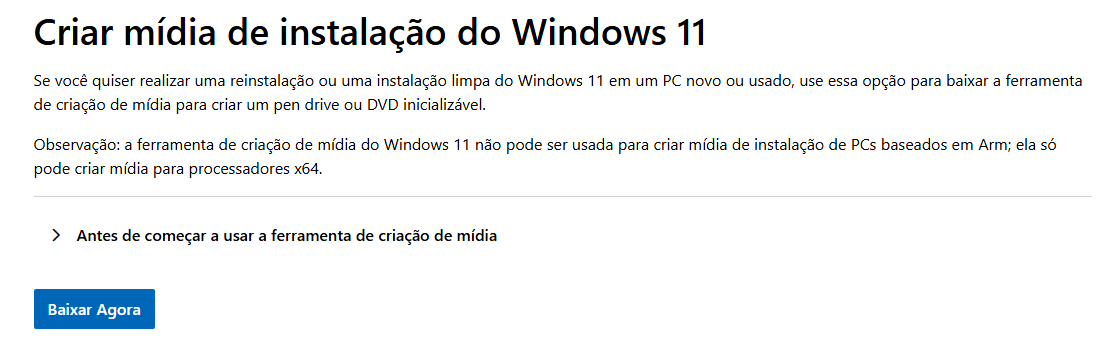 Criar mídia de instalação do Windows 11
Se você quiser realizar uma reinstalação ou uma instalação limpa do Windows 11 em um PC novo ou usado, use essa opção para baixar a ferramenta
de criação de mídia para criar um pen drive ou DVD inicializável.
Observação: a ferramenta de criação de mídia do Windows 11 não pode ser usada para criar mídia de instalação de PCs baseados em Arm; ela só
pode criar mídia para processadores x64.
Antes de começar a usar a ferramenta de criação de mídia
Baixar Agora